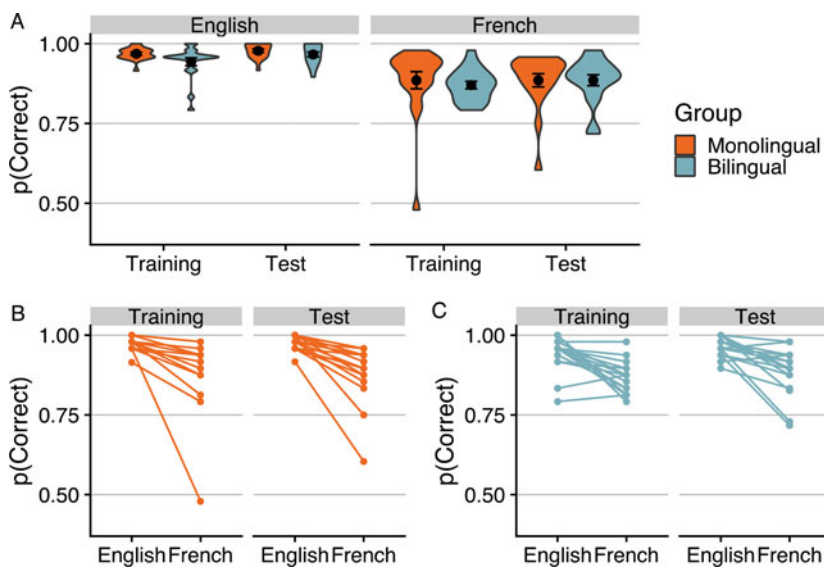 A
English
French
1.00
0.75
0.50
p(Correct)
Training
Test
Training
Test
Group
Monolingual
Bilingual
B
Training
Test
1.00
0.75
0.50
p(Correct)
English French
English French
C
Training
Test
1.00
0.75
0.50
p(Correct)
English French
English French